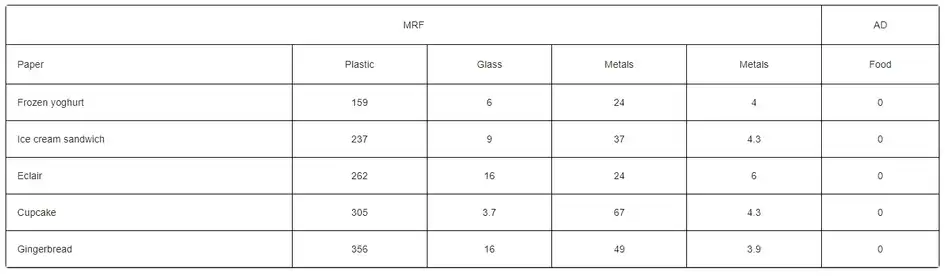 MRF AD
Paper Plastic Glass Metals Metals Food
Frozen yoghurt 159 6 24 4 0
Ice cream sandwich 237 9 37 4.3 0
Eclair 262 16 24 6 0
Cupcake 305 3.7 67 4.3 0
Gingerbread 356 16 49 3.9 0